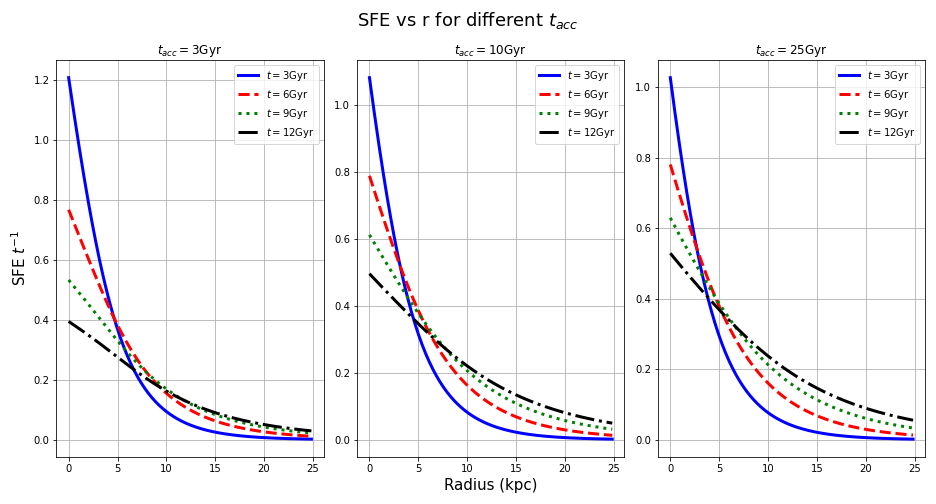 SFE vs r for different t_acc
t_acc = 3Gyr
t = 3Gyr
t = 6Gyr
t = 9Gyr
t = 12Gyr
SFE t⁻¹
1.2
1.0
0.8
0.6
0.4
0.2
0.0
0 5 10 15 20 25
t_acc = 10Gyr
t = 3Gyr
t = 6Gyr
t = 9Gyr
t = 12Gyr
1.0
0.8
0.6
0.4
0.2
0.0
0 5 10 15 20 25
Radius (kpc)
t_acc = 25Gyr
t = 3Gyr
t = 6Gyr
t = 9Gyr
t = 12Gyr
1.0
0.8
0.6
0.4
0.2
0.0
0 5 10 15 20 25